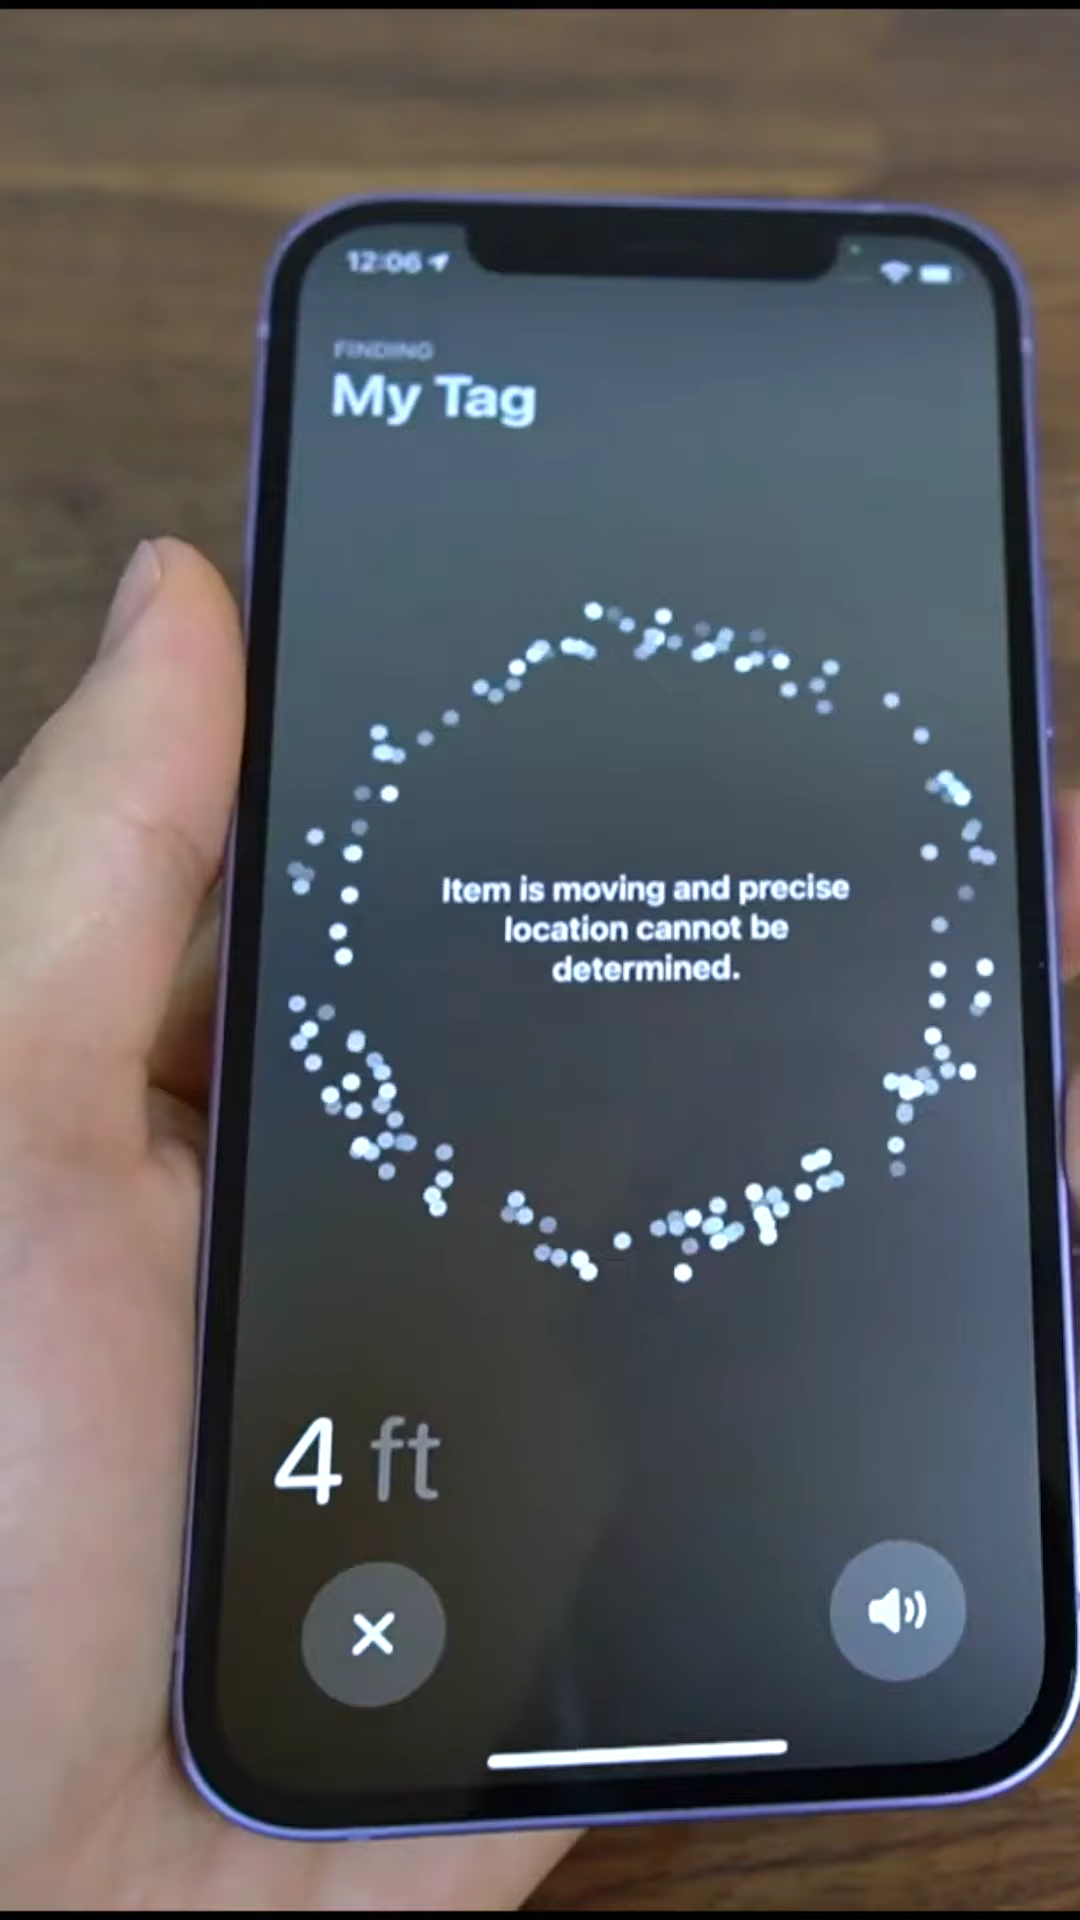 12:06
FINDING
My Tag
Item is moving and precise
location cannot be
determined.
4 ft